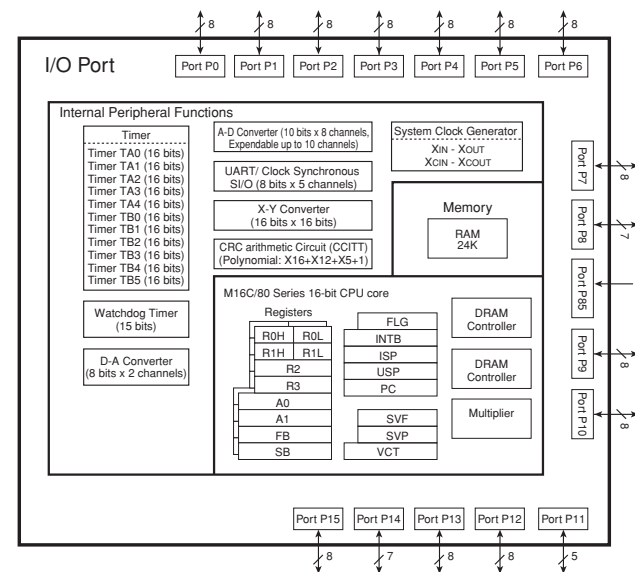 8 8 8 8 8 8 8
I/O Port
Port P0 Port P1 Port P2 Port P3 Port P4 Port P5 Port P6
Internal Peripheral Functions
Timer
Timer TA0 (16 bits)
Timer TA1 (16 bits)
Timer TA2 (16 bits)
Timer TA3 (16 bits)
Timer TA4 (16 bits)
Timer TB0 (16 bits)
Timer TB1 (16 bits)
Timer TB2 (16 bits)
Timer TB3 (16 bits)
Timer TB4 (16 bits)
Timer TB5 (16 bits)
Watchdog Timer
(15 bits)
D-A Converter
(8 bits x 2 channels)
A-D Converter (10 bits x 8 channels,
Expendable up to 10 channels)
UART/ Clock Synchronous
SI/O (8 bits x 5 channels)
X-Y Converter
(16 bits x 16 bits)
CRC arithmetic Circuit (CCITT)
(Polynomial: X16+X12+X5+1)
System Clock Generator
XIN - XOUT
XCIN - XCOUT
Memory
RAM
24K
M16C/80 Series 16-bit CPU core
Registers
R0H R0L
R1H R1L
R2
R3
A0
A1
FB
SB
FLG
INTB
ISP
USP
PC
SVF
SVP
VCT
DRAM
Controller
DRAM
Controller
Multiplier
Port P7
8
Port P8
7
Port P85
Port P9
8
Port P10
8
Port P15 Port P14 Port P13 Port P12 Port P11
8 7 8 8 5